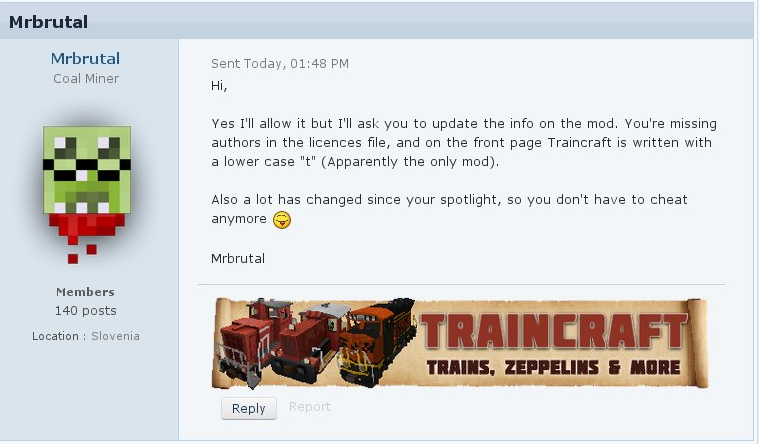 Mrbrutal
Mrbrutal
Coal Miner
Members
140 posts
Location : Slovenia
Sent Today, 01:48 PM
Hi,
Yes I'll allow it but I'll ask you to update the info on the mod. You're missing
authors in the licences file, and on the front page Traincraft is written with
a lower case "t" (Apparently the only mod).
Also a lot has changed since your spotlight, so you don't have to cheat
anymore
Mrbrutal
TRAINCRAFT
TRAINS, ZEPPELINS & MORE
Reply Report